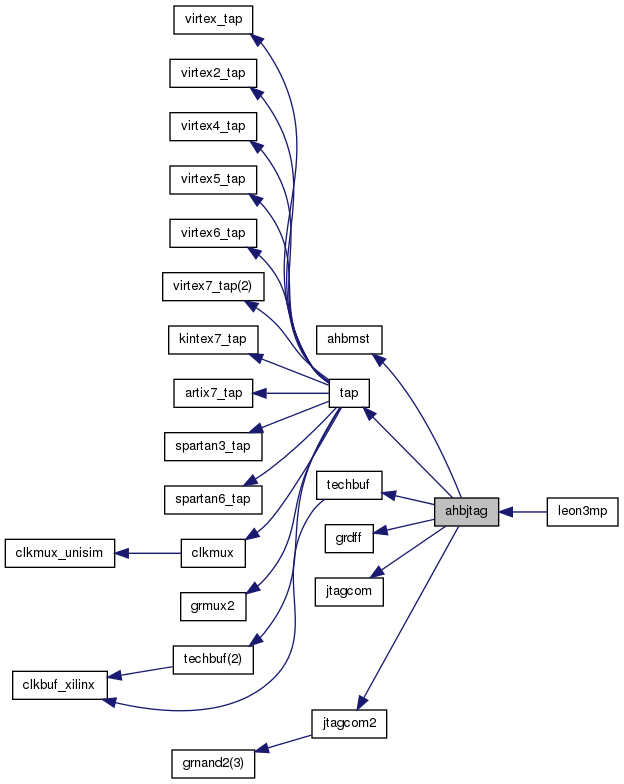 virtex_tap
virtex2_tap
virtex4_tap
virtex5_tap
virtex6_tap
virtex7_tap(2)
kintex7_tap
ahbmst
artix7_tap
tap
spartan3_tap
techbuf
spartan6_tap
ahbjtag
leon3mp
grdff
clkmux_unisim
clkmux
jtagcom
grmux2
techbuf(2)
clkbuf_xilinx
jtagcom2
grnand2(3)